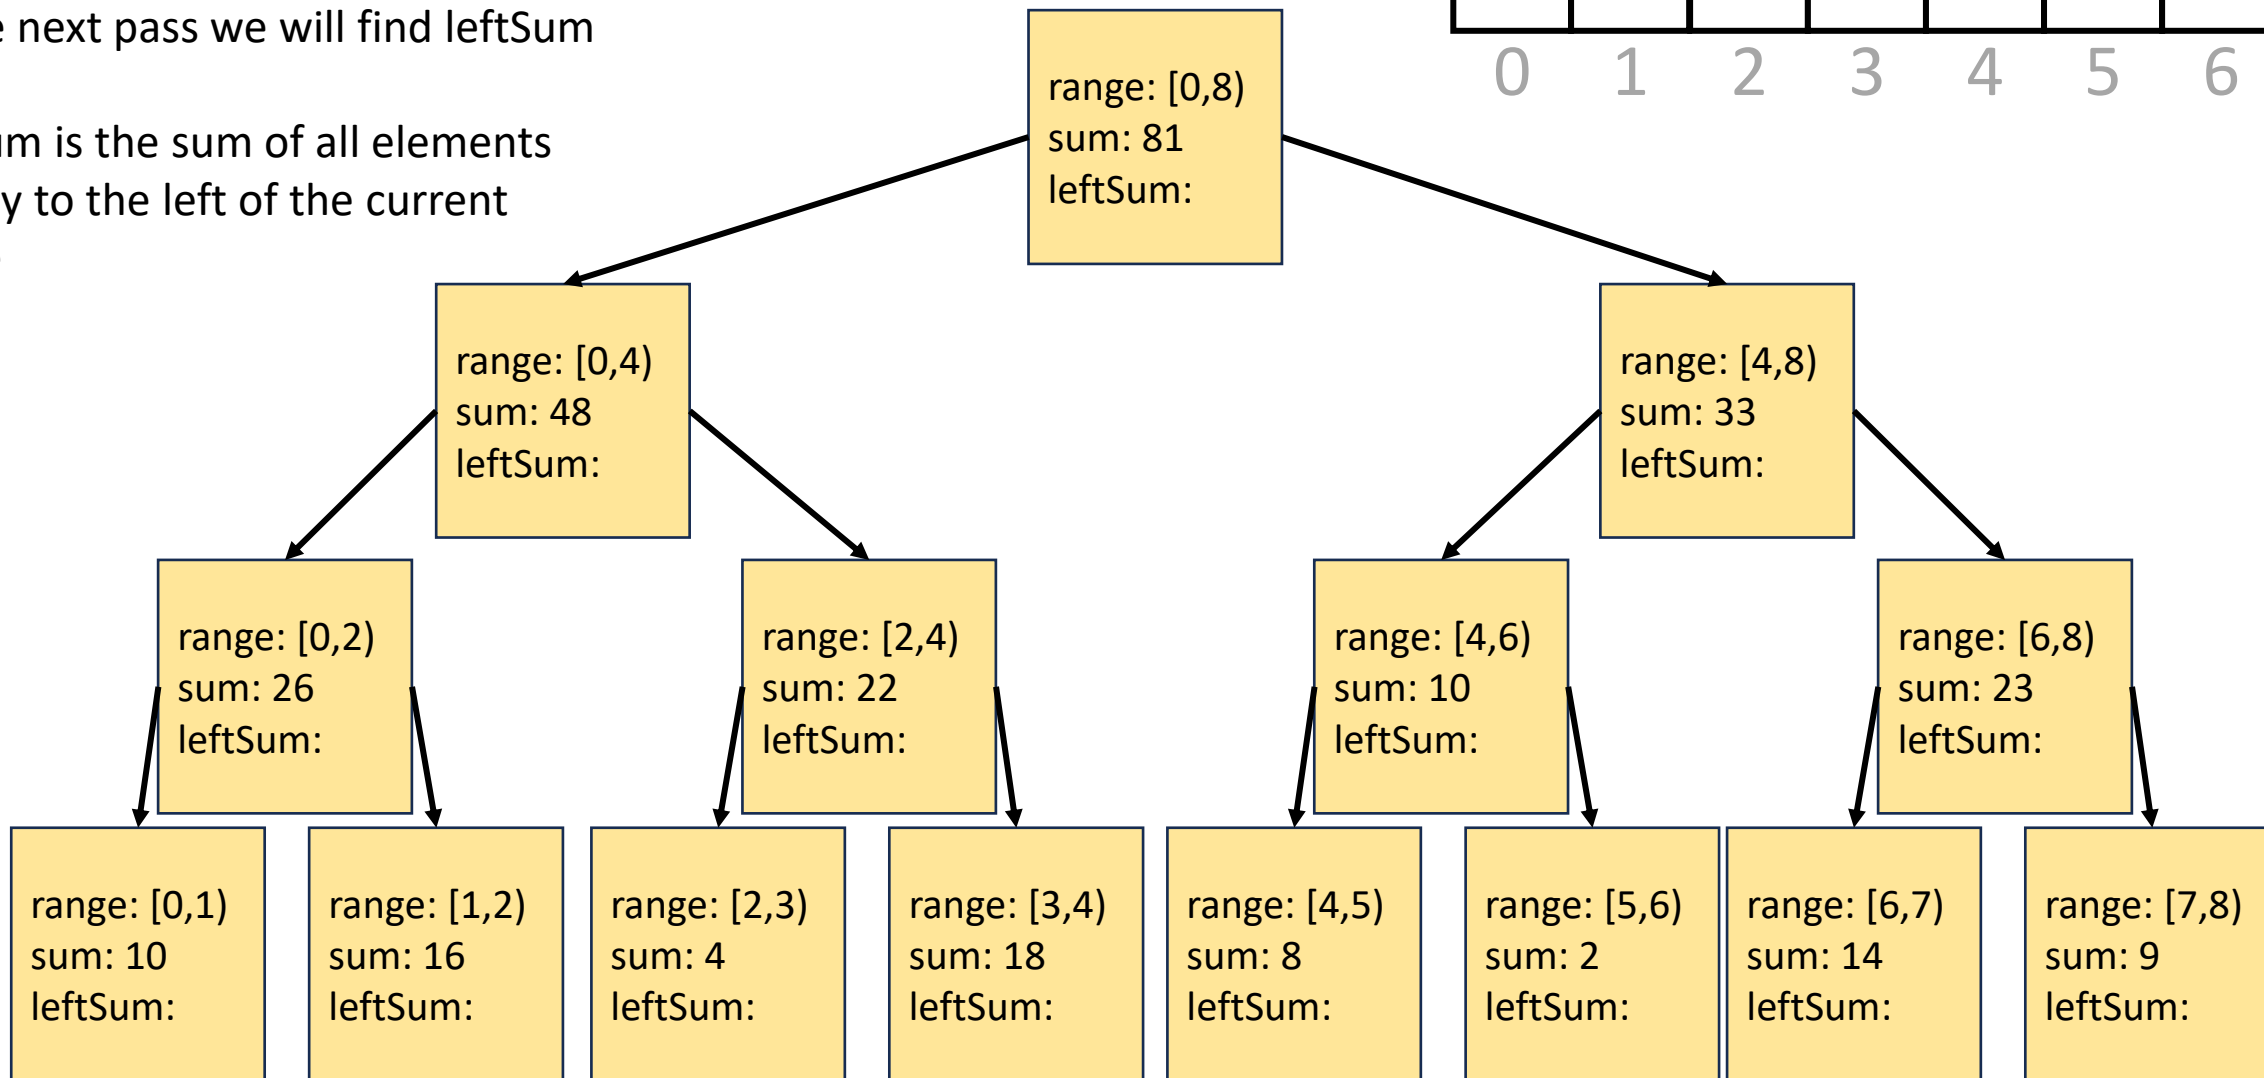 e next pass we will find leftSum
um is the sum of all elements
y to the left of the current
0 1 2 3 4 5 6
range: [0,8)
sum: 81
leftSum:
range: [0,4)
sum: 48
leftSum:
range: [4,8)
sum: 33
leftSum:
range: [0,2)
sum: 26
leftSum:
range: [2,4)
sum: 22
leftSum:
range: [4,6)
sum: 10
leftSum:
range: [6,8)
sum: 23
leftSum:
range: [0,1)
sum: 10
leftSum:
range: [1,2)
sum: 16
leftSum:
range: [2,3)
sum: 4
leftSum:
range: [3,4)
sum: 18
leftSum:
range: [4,5)
sum: 8
leftSum:
range: [5,6)
sum: 2
leftSum:
range: [6,7)
sum: 14
leftSum:
range: [7,8)
sum: 9
leftSum: